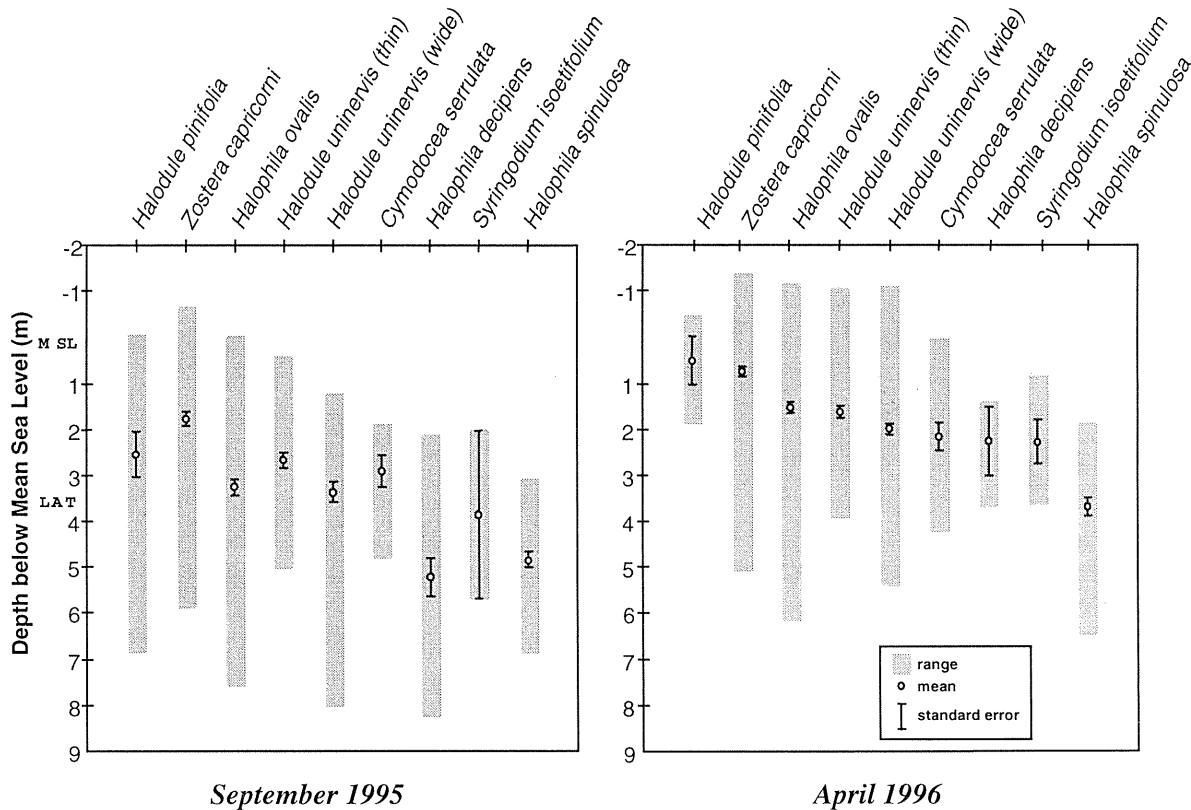 Halodule pinifolia
Zostera capricorni
Halophila ovalis
Halodule uninervis (thin)
Halodule uninervis (wide)
Cymodocea serrulata
Halophila decipiens
Syringodium isoetifolium
Halophila spinulosa
Halodule pinifolia
Zostera capricorni
Halophila ovalis
Halodule uninervis (thin)
Halodule uninervis (wide)
Cymodocea serrulata
Halophila decipiens
Syringodium isoetifolium
Halophila spinulosa
Depth below Mean Sea Level (m)
-2
-1
M SL
1
2
3
LAT
4
5
6
7
8
9
-2
-1
1
2
3
4
5
6
7
8
9
range
mean
standard error
September 1995
April 1996